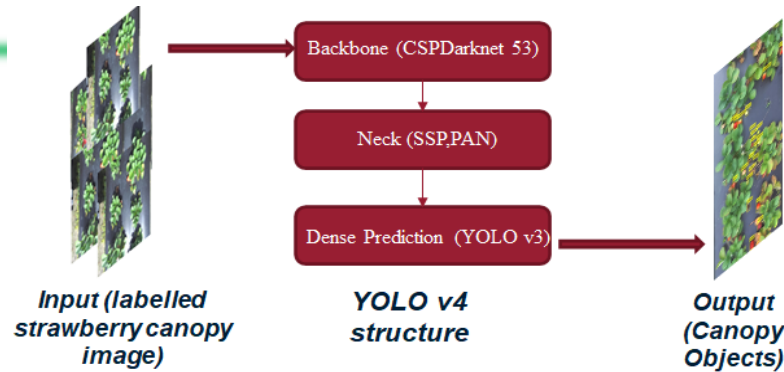 Backbone (CSPDarknet 53)
Neck (SSP,PAN)
Dense Prediction (YOLO v3)
Input (labelled
strawberry canopy
image)
YOLO v4
structure
Output
(Canopy
Objects)